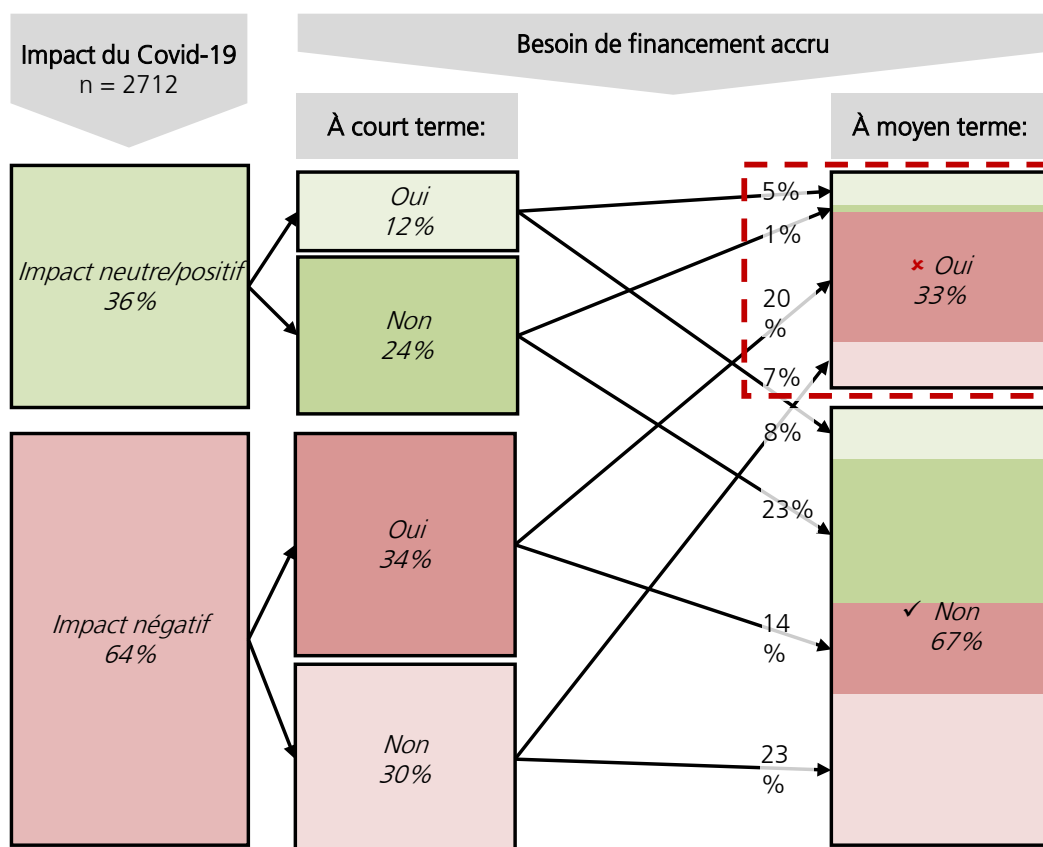 Impact du Covid-19
n = 2712
Besoin de financement accru
À court terme:
À moyen terme:
Impact neutre/positif
36%
Oui
12%
Non
24%
Impact négatif
64%
Oui
34%
Non
30%
5%
1%
20
%
7%
8%
23%
14
%
23
%
✘ Oui
33%
✓ Non
67%